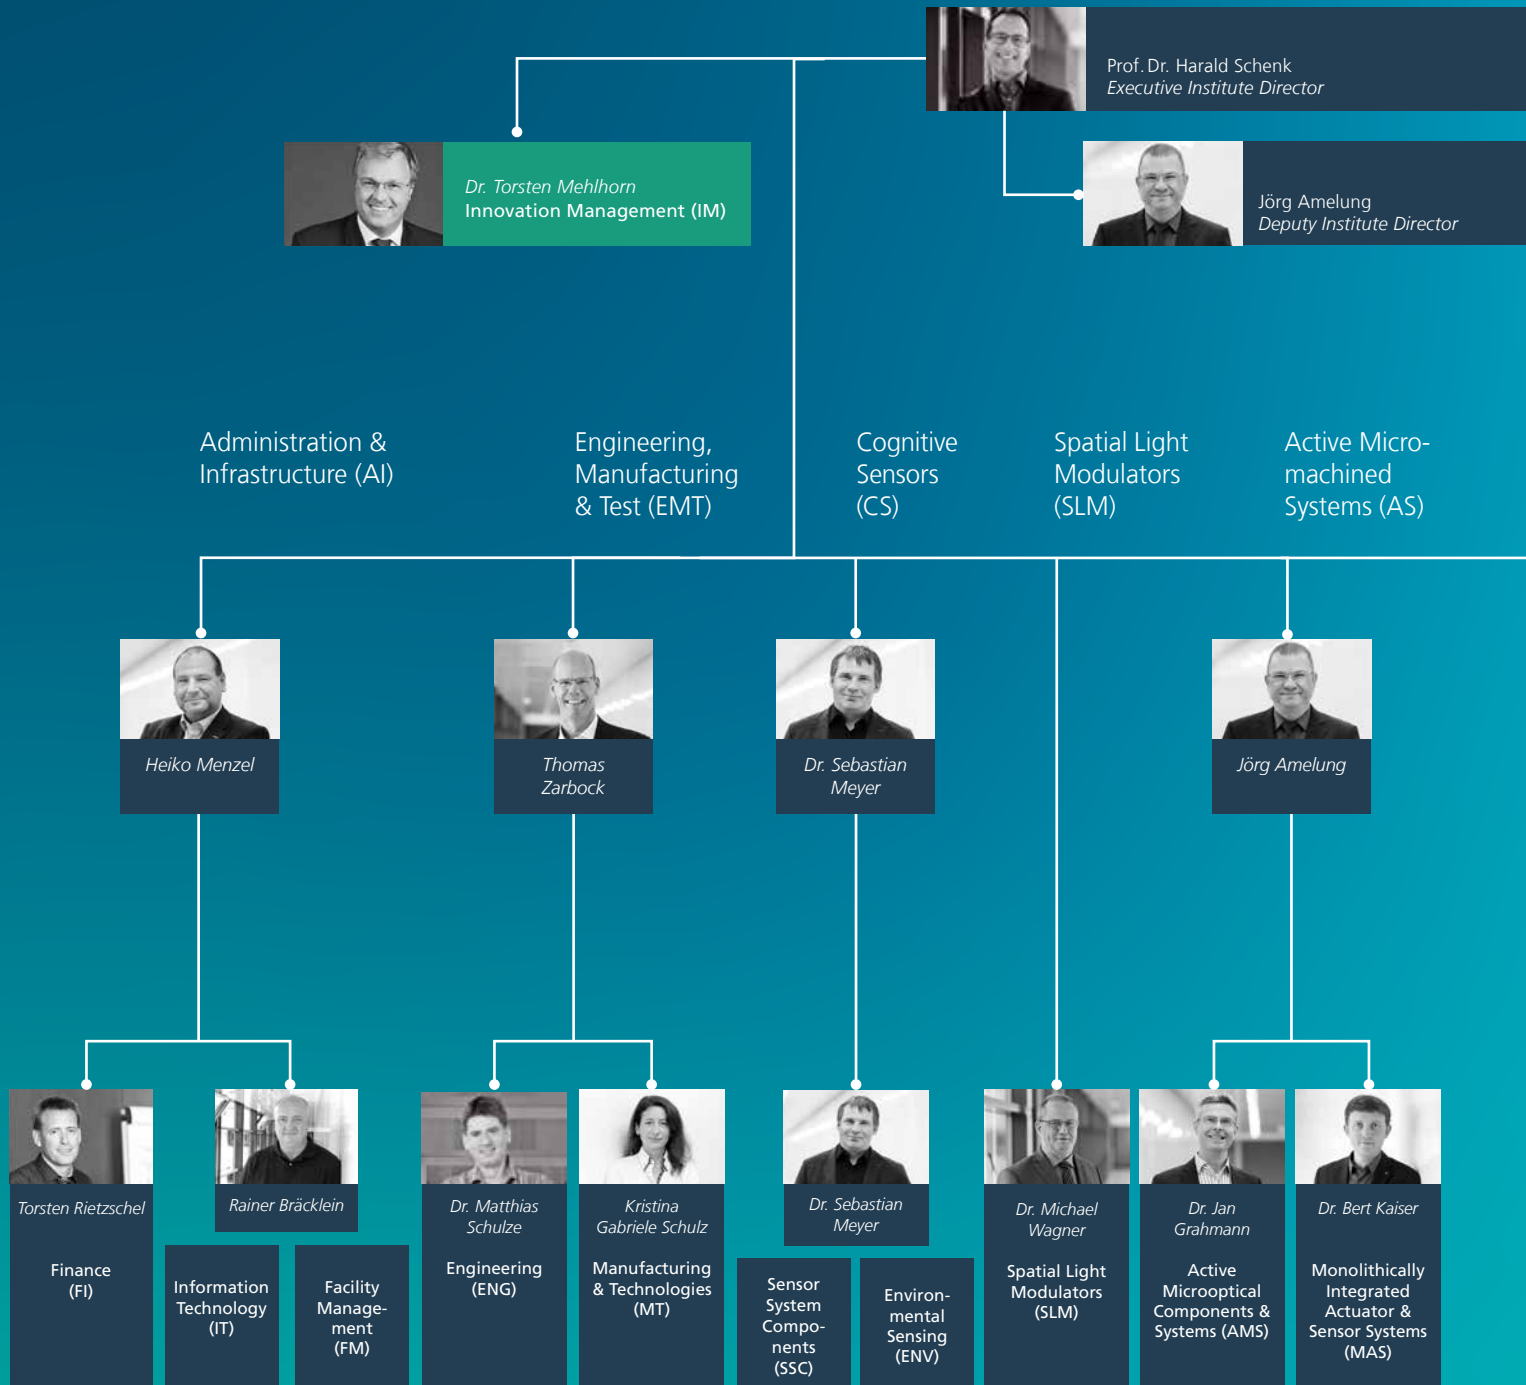 Prof. Dr. Harald Schenk
Executive Institute Director
Dr. Torsten Mehlhorn
Innovation Management (IM)
Jörg Amelung
Deputy Institute Director
Administration &
Infrastructure (AI)
Engineering,
Manufacturing
& Test (EMT)
Cognitive
Sensors
(CS)
Spatial Light
Modulators
(SLM)
Active Micro-
machined
Systems (AS)
Heiko Menzel
Thomas
Zarbock
Dr. Sebastian
Meyer
Jörg Amelung
Torsten Rietzschel
Finance
(FI)
Rainer Bräcklein
Information
Technology
(IT)
Facility
Manage-
ment
(FM)
Dr. Matthias
Schulze
Engineering
(ENG)
Kristina
Gabriele Schulz
Manufacturing
& Technologies
(MT)
Dr. Sebastian
Meyer
Sensor
System
Compo-
nents
(SSC)
Environ-
mental
Sensing
(ENV)
Dr. Michael
Wagner
Spatial Light
Modulators
(SLM)
Dr. Jan
Grahmann
Active
Microoptical
Components &
Systems (AMS)
Dr. Bert Kaiser
Monolithically
Integrated
Actuator &
Sensor Systems
(MAS)